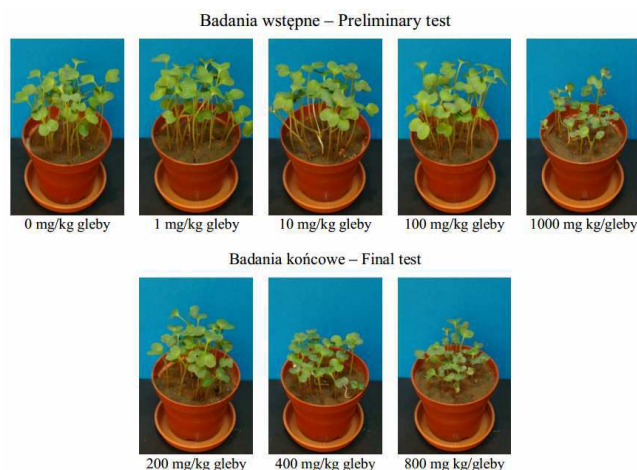 Badania wstępne – Preliminary test
0 mg/kg gleby 1 mg/kg gleby 10 mg/kg gleby 100 mg/kg gleby 1000 mg kg/gleby
Badania końcowe – Final test
200 mg/kg gleby 400 mg/kg gleby 800 mg kg/gleby